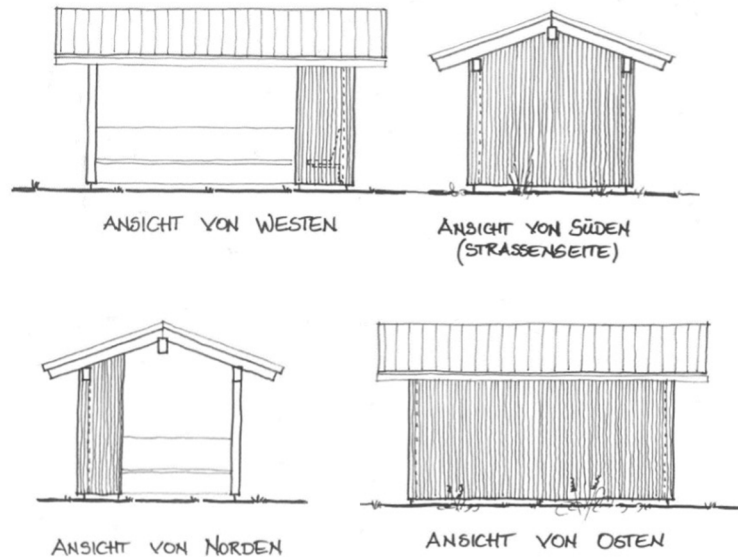 ANSICHT VON WESTEN
ANSICHT VON SÜDEN
(STRASSENSEITE)
ANSICHT VON NORDEN
ANSICHT VON OSTEN